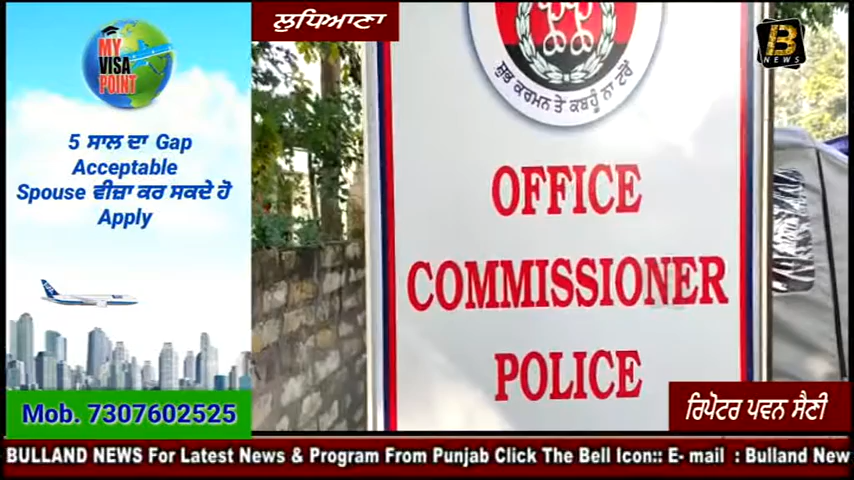 ਲੁਧਿਆਣਾ
B
NEWS
MY
VISA
POINT
5 ਸਾਲ ਦਾ Gap
Acceptable
Spouse ਵੀਜ਼ਾ ਕਰ ਸਕਦੇ ਹੋ
Apply
Mob. 7307602525
ਸ਼ੁਭ ਕਰਮਨ ਤੇ ਕਬਹੂੰ ਨਾ ਟਰੋਂ
OFFICE
COMMISSIONER
POLICE
ਰਿਪੋਟਰ ਪਵਨ ਸੈਣੀ
BULLAND NEWS For Latest News & Program From Punjab Click The Bell Icon:: E- mail : Bulland New